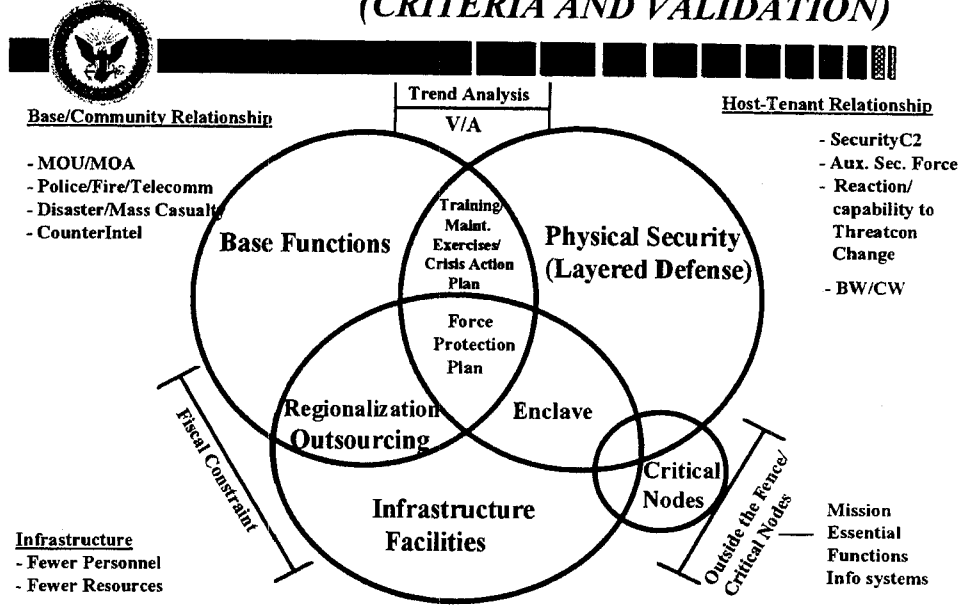 (CRITERIA AND VALIDATION)
Trend Analysis
V/A
Base/Community Relationship
- MOU/MOA
- Police/Fire/Telecomm
- Disaster/Mass Casualty
- CounterIntel
Host-Tenant Relationship
- SecurityC2
- Aux. Sec. Force
- Reaction/
capability to
Threatcon
Change
- BW/CW
Base Functions
Training/
Maint.
Exercises/
Crisis Action
Plan
Physical Security
(Layered Defense)
Force
Protection
Plan
Regionalization
Outsourcing
Enclave
Critical
Nodes
Infrastructure
Facilities
Fiscal Constraint
Outside the Fence/
Critical Nodes
Mission
Essential
Functions
Info systems
Infrastructure
- Fewer Personnel
- Fewer Resources